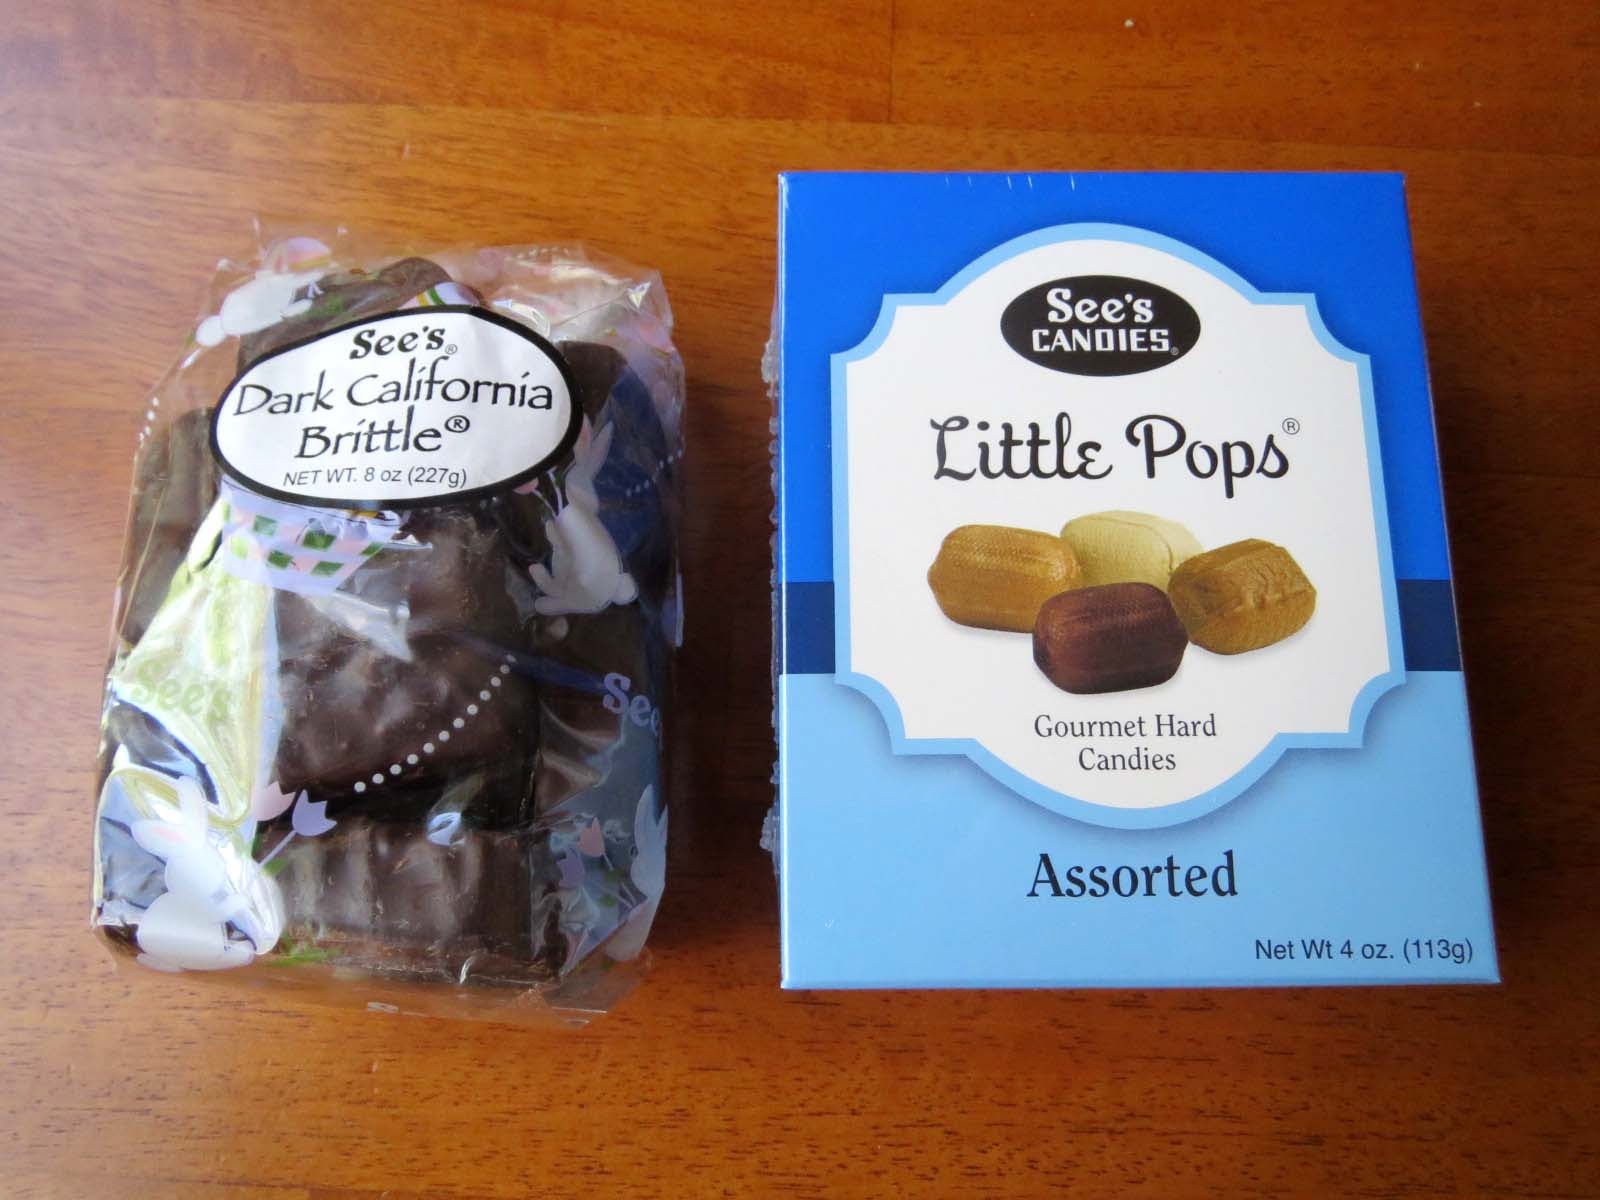 See's®
Dark California
Brittle®
NET WT. 8 oz (227g)
See's
See
See's
CANDIES®
Little Pops®
Gourmet Hard
Candies
Assorted
Net Wt 4 oz. (113g)